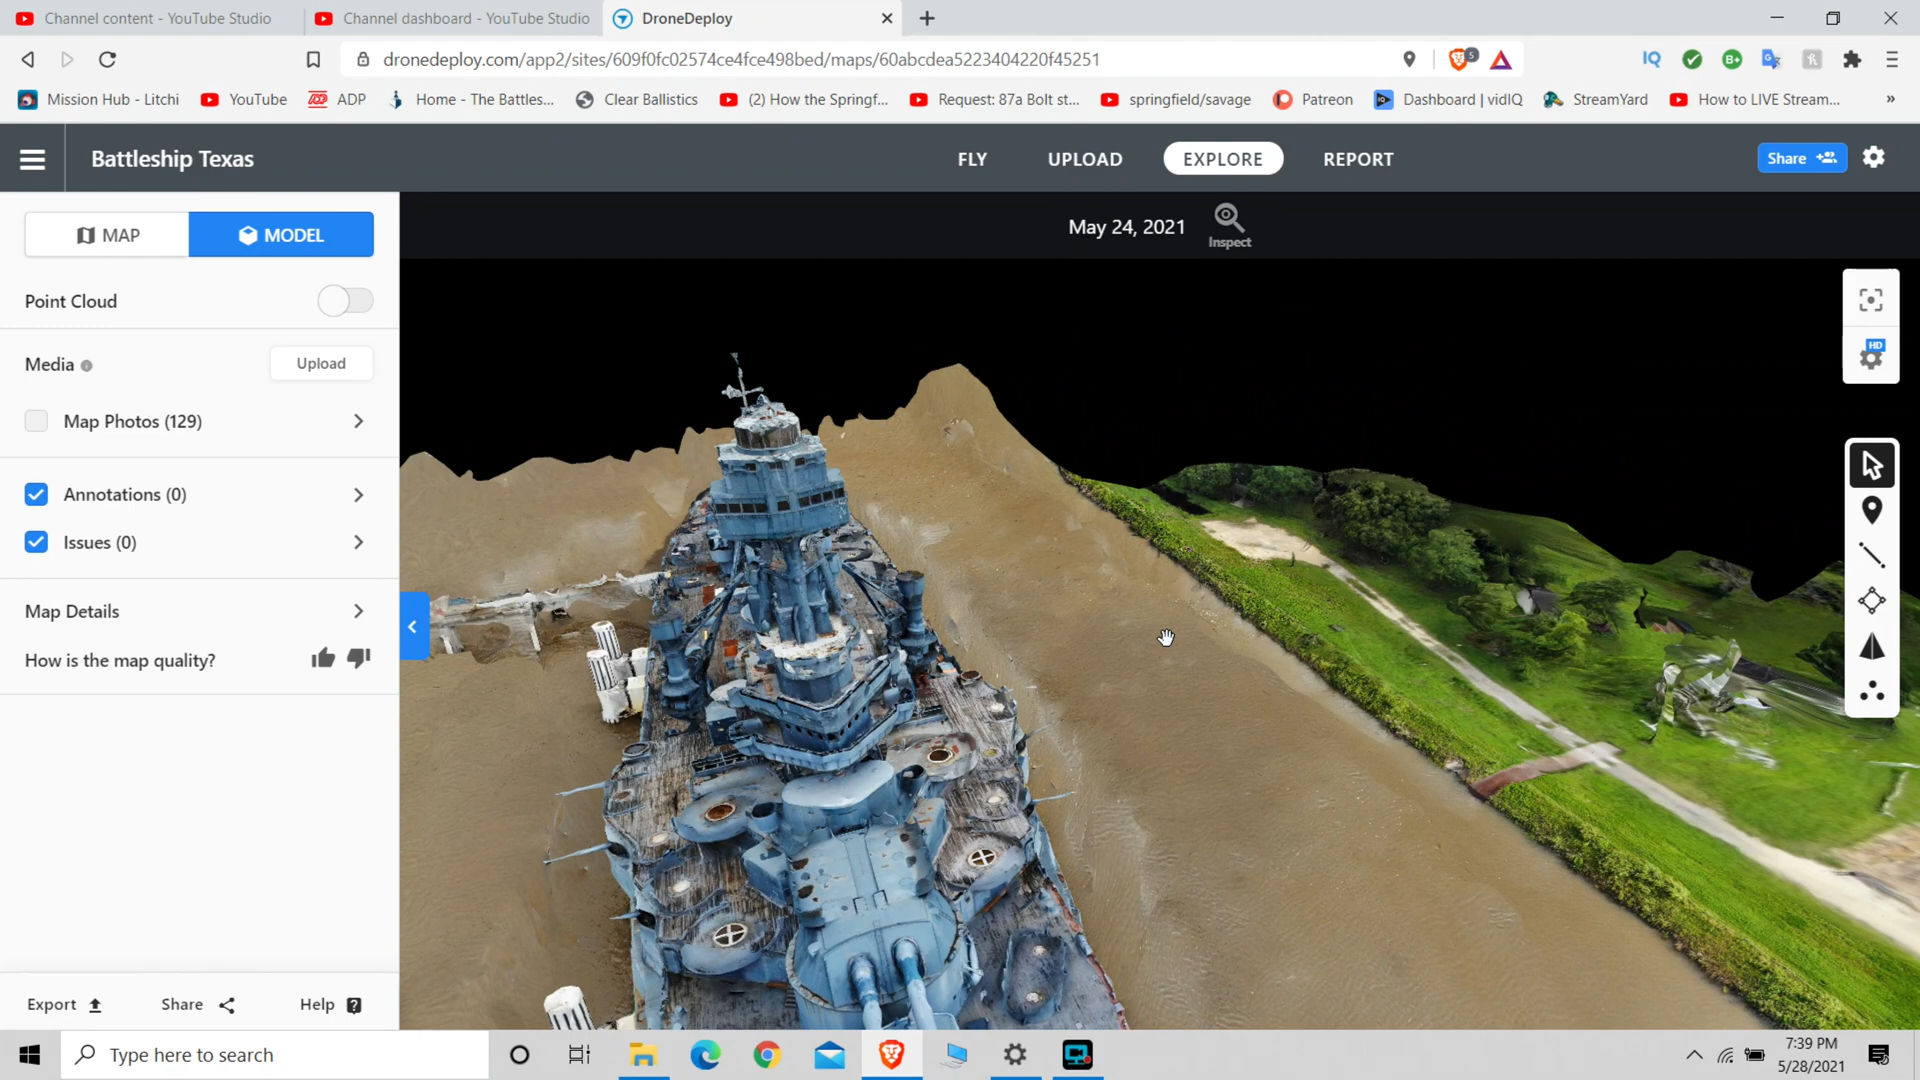 Channel content - YouTube Studio
Channel dashboard - YouTube Studio
DroneDeploy
dronedeploy.com/app2/sites/609f0fc02574ce4fce498bed/maps/60abcdea5223404220f45251
5
IQ
B+
Mission Hub - Litchi
YouTube
ADP
ADP
Home - The Battles...
Clear Ballistics
(2) How the Springf...
Request: 87a Bolt st...
springfield/savage
Patreon
Dashboard | vidIQ
StreamYard
How to LIVE Stream...
Battleship Texas
FLY
UPLOAD
EXPLORE
REPORT
Share
MAP
MODEL
May 24, 2021
Inspect
Point Cloud
Media
Upload
HD
Map Photos (129)
Annotations (0)
Issues (0)
Map Details
How is the map quality?
Export
Share
Help
Type here to search
7:39 PM
5/28/2021